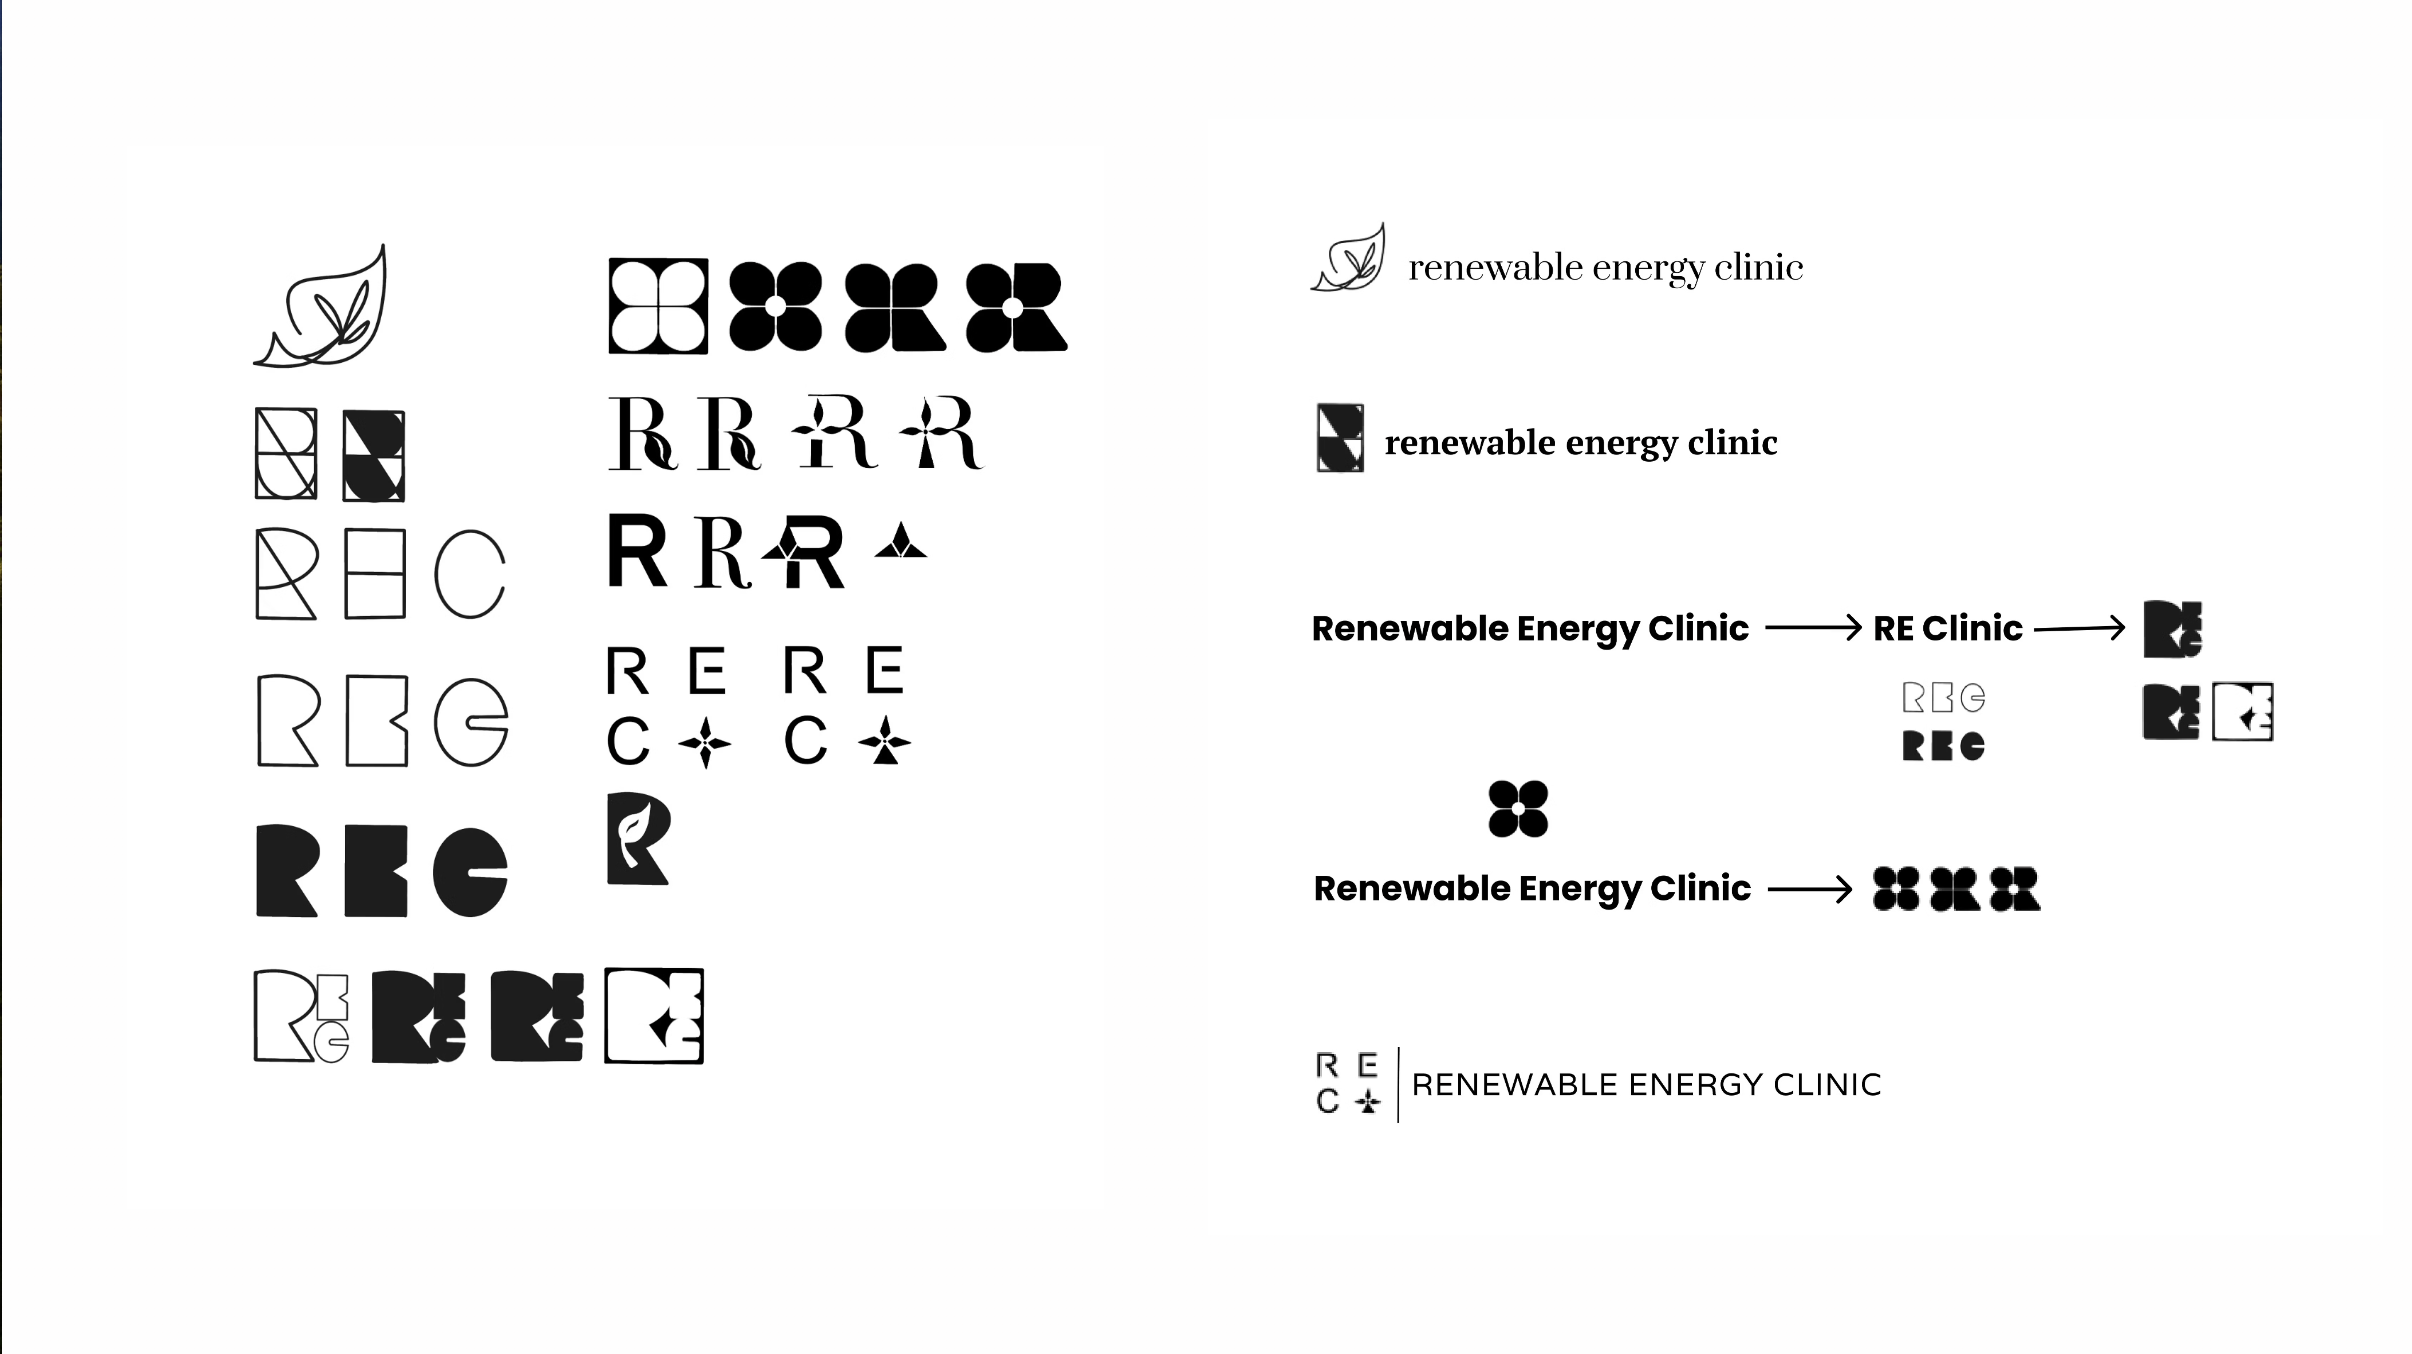 R R R R
R E C
R R R
R E C
R E R E
C C
R E C
R
R E C R E C R E C R E C
renewable energy clinic
renewable energy clinic
Renewable Energy Clinic RE Clinic REC
R E C
R E C
REC REC
Renewable Energy Clinic
R E
C
RENEWABLE ENERGY CLINIC